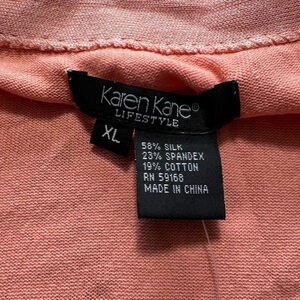 Karen Kane®
LIFESTYLE
XL
58% SILK
23% SPANDEX
19% COTTON
RN 59168
MADE IN CHINA